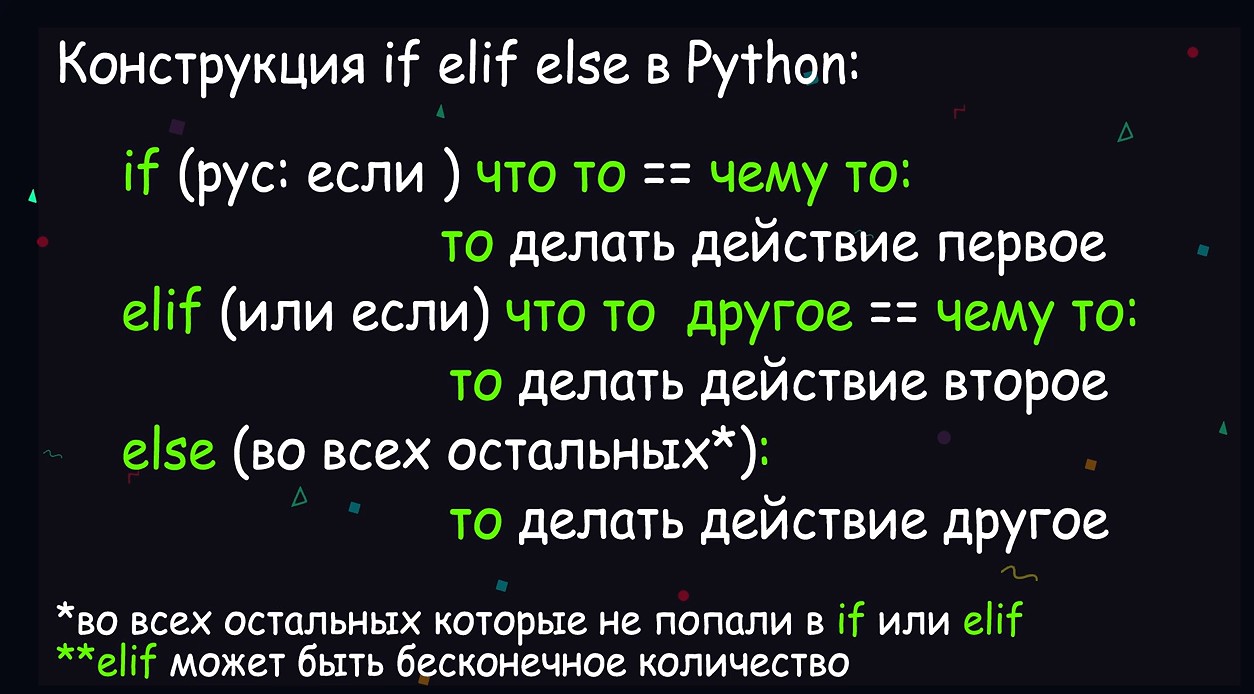 Конструкция if elif else в Python:
if (рус: если ) что то == чему то:
то делать действие первое
elif (или если) что то другое == чему то:
то делать действие второе
else (во всех остальных*):
то делать действие другое
*во всех остальных которые не попали в if или elif
**elif может быть бесконечное количество